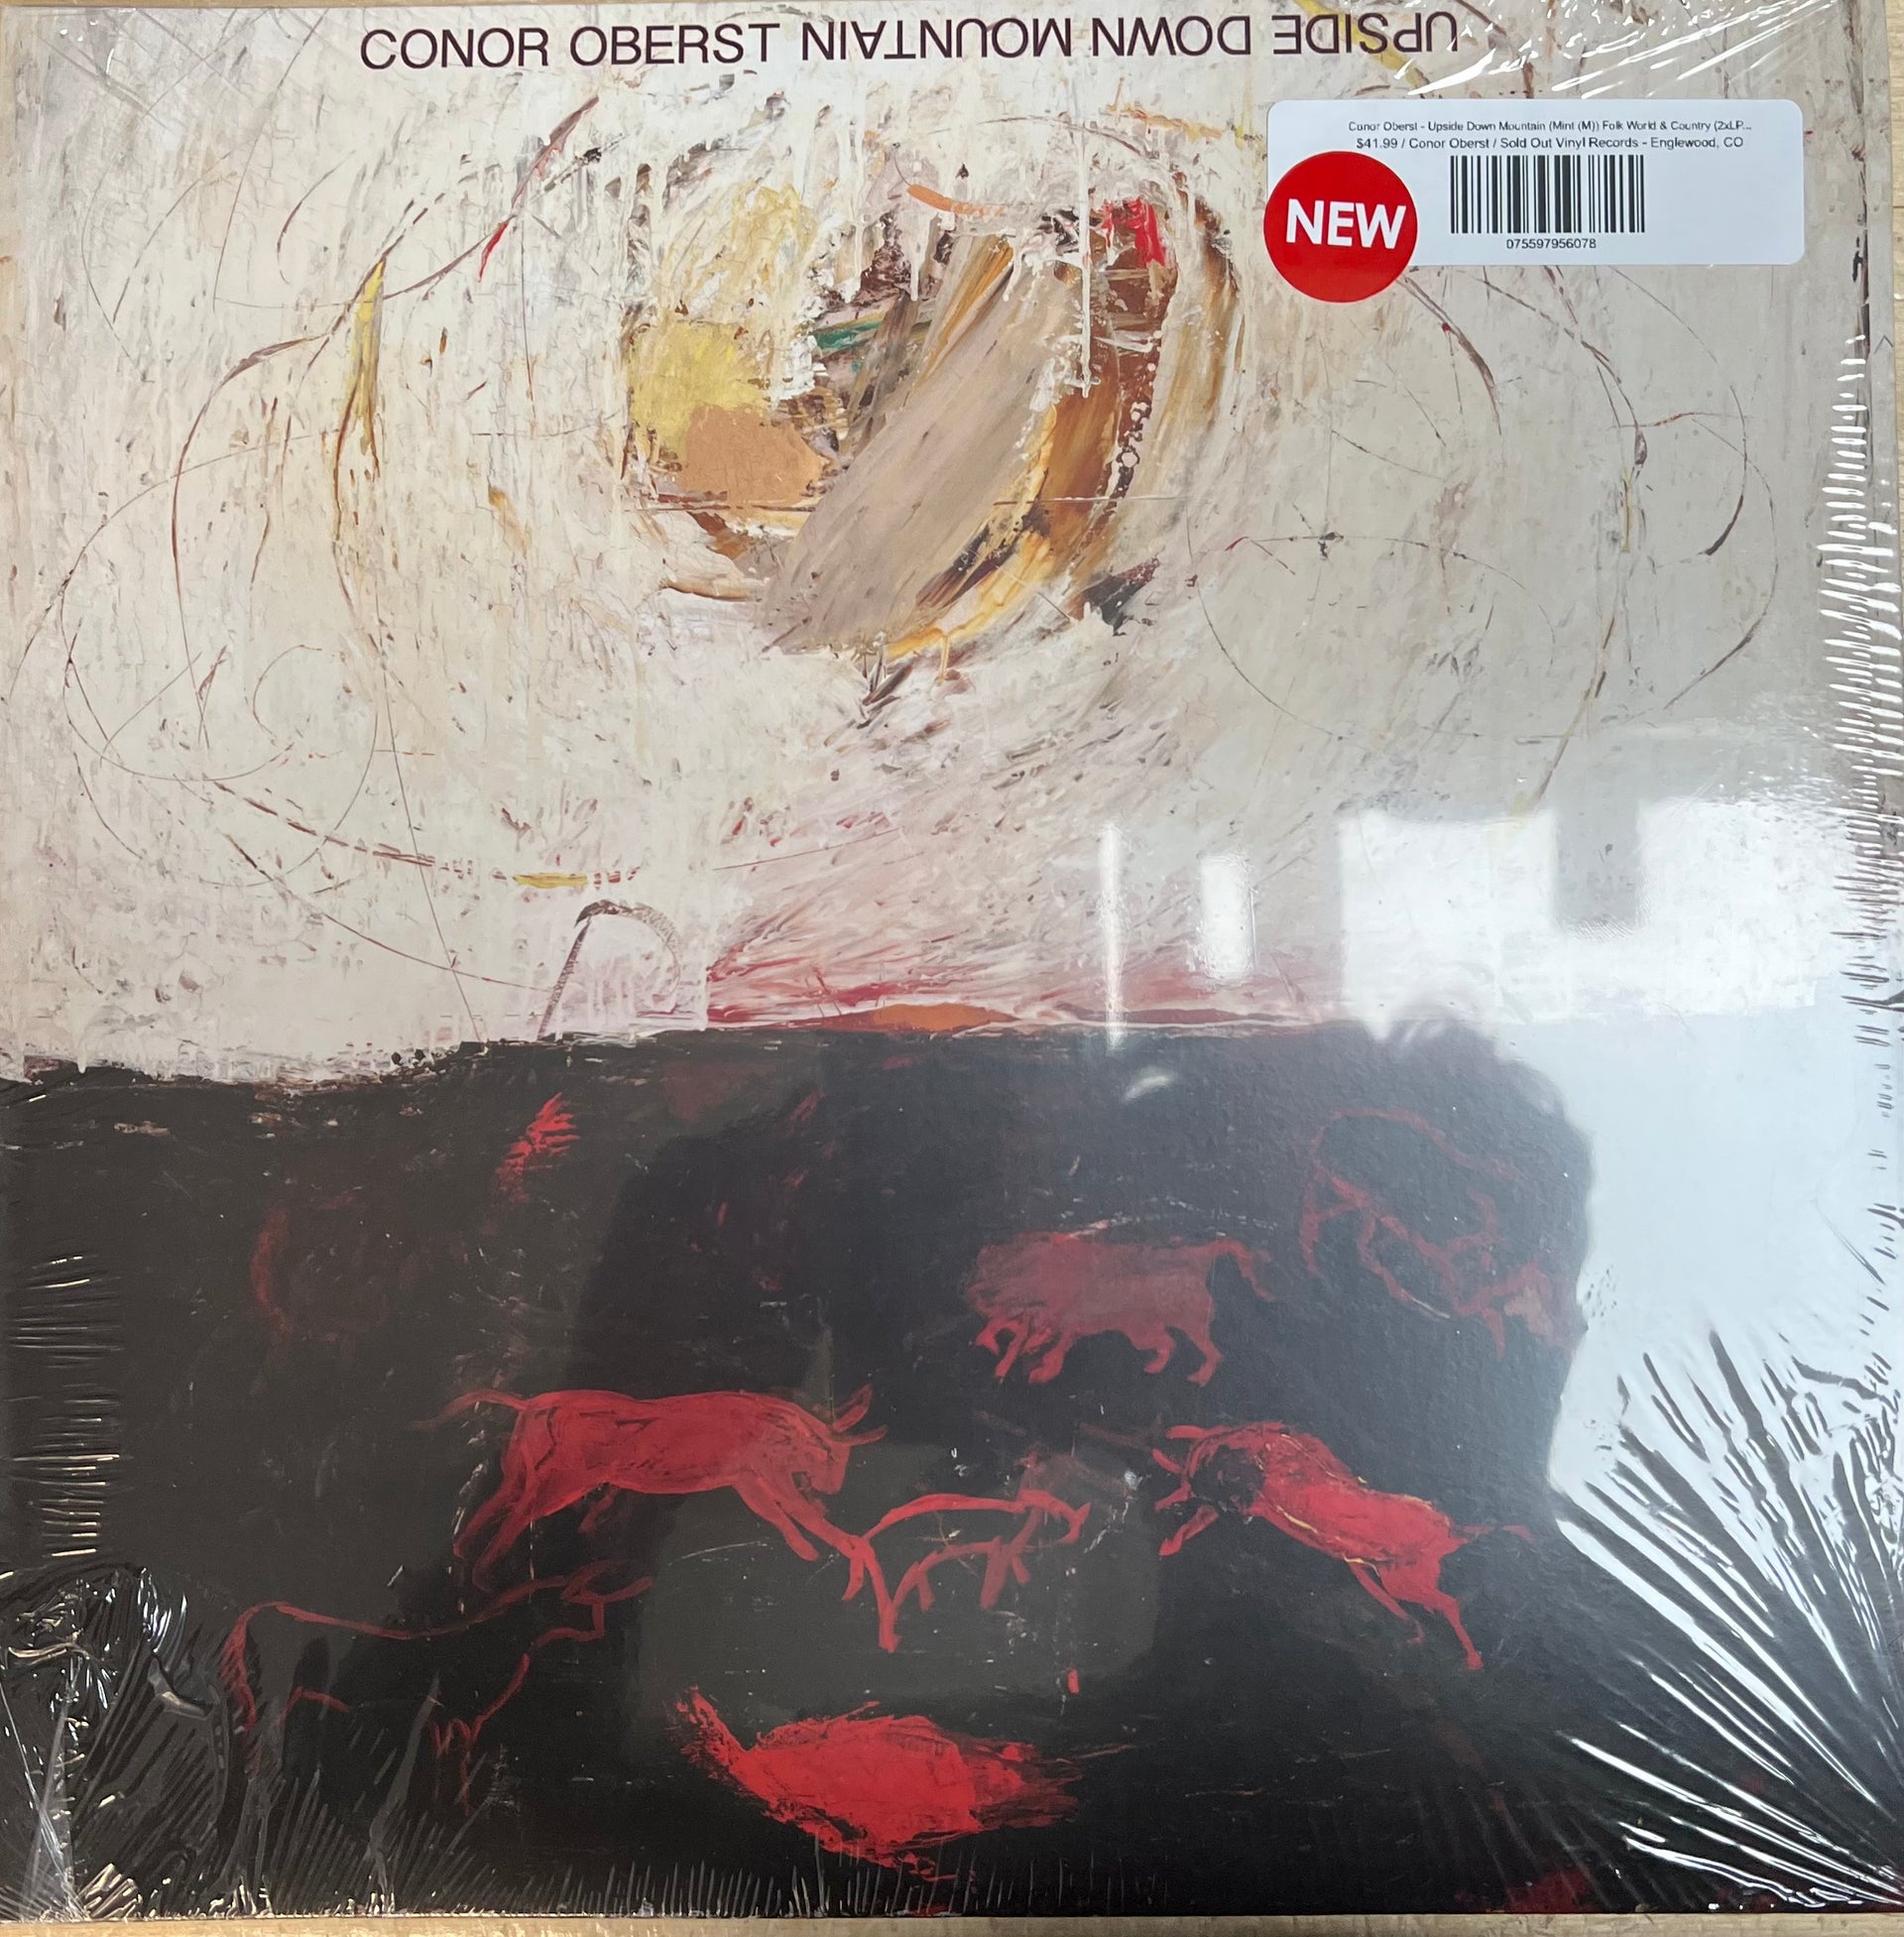 CONOR OBERST UPSIDE DOWN MOUNTAIN
Conor Oberst - Upside Down Mountain (Mint (M)) Folk World & Country (2xLP...
$41.99 / Conor Oberst / Sold Out Vinyl Records - Englewood, CO
NEW
075597956078